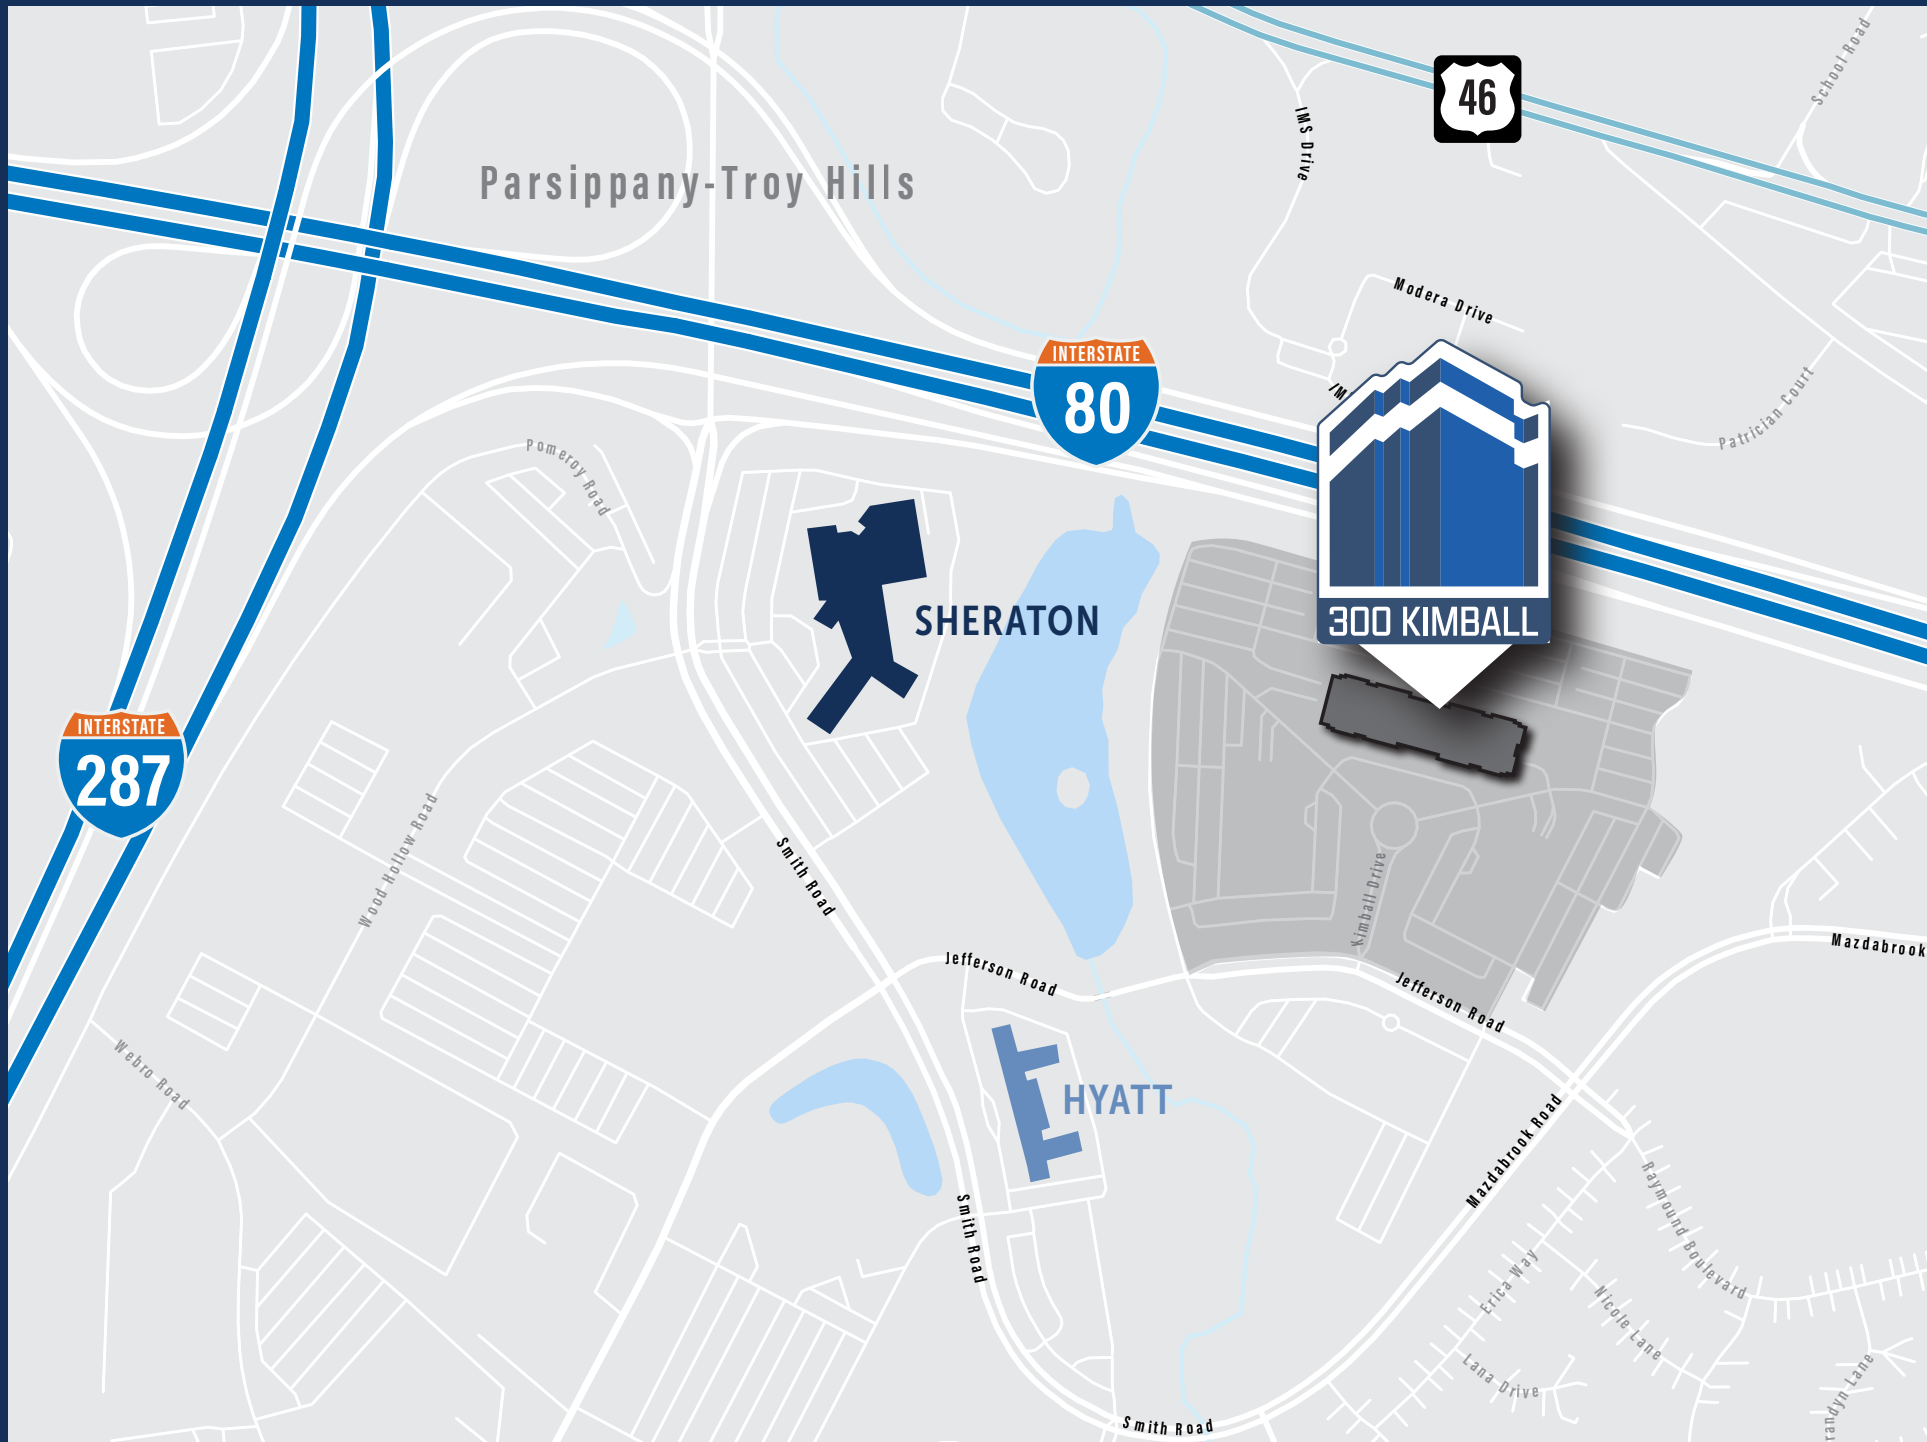 School Road
46
IMS Drive
Parsippany-Troy Hills
Modera Drive
INTERSTATE
80
/M
Patrician Court
Pomeroy Road
SHERATON
300 KIMBALL
INTERSTATE
287
Wood Hollow Road
Smith Road
Kimball Drive
Mazdabrook
Jefferson Road
Jefferson Road
Webro Road
HYATT
Mazdabrook Road
Smith Road
Raymound Boulevard
Erica Way
Nicole Lane
Lana Drive
randyn Lane
Smith Road